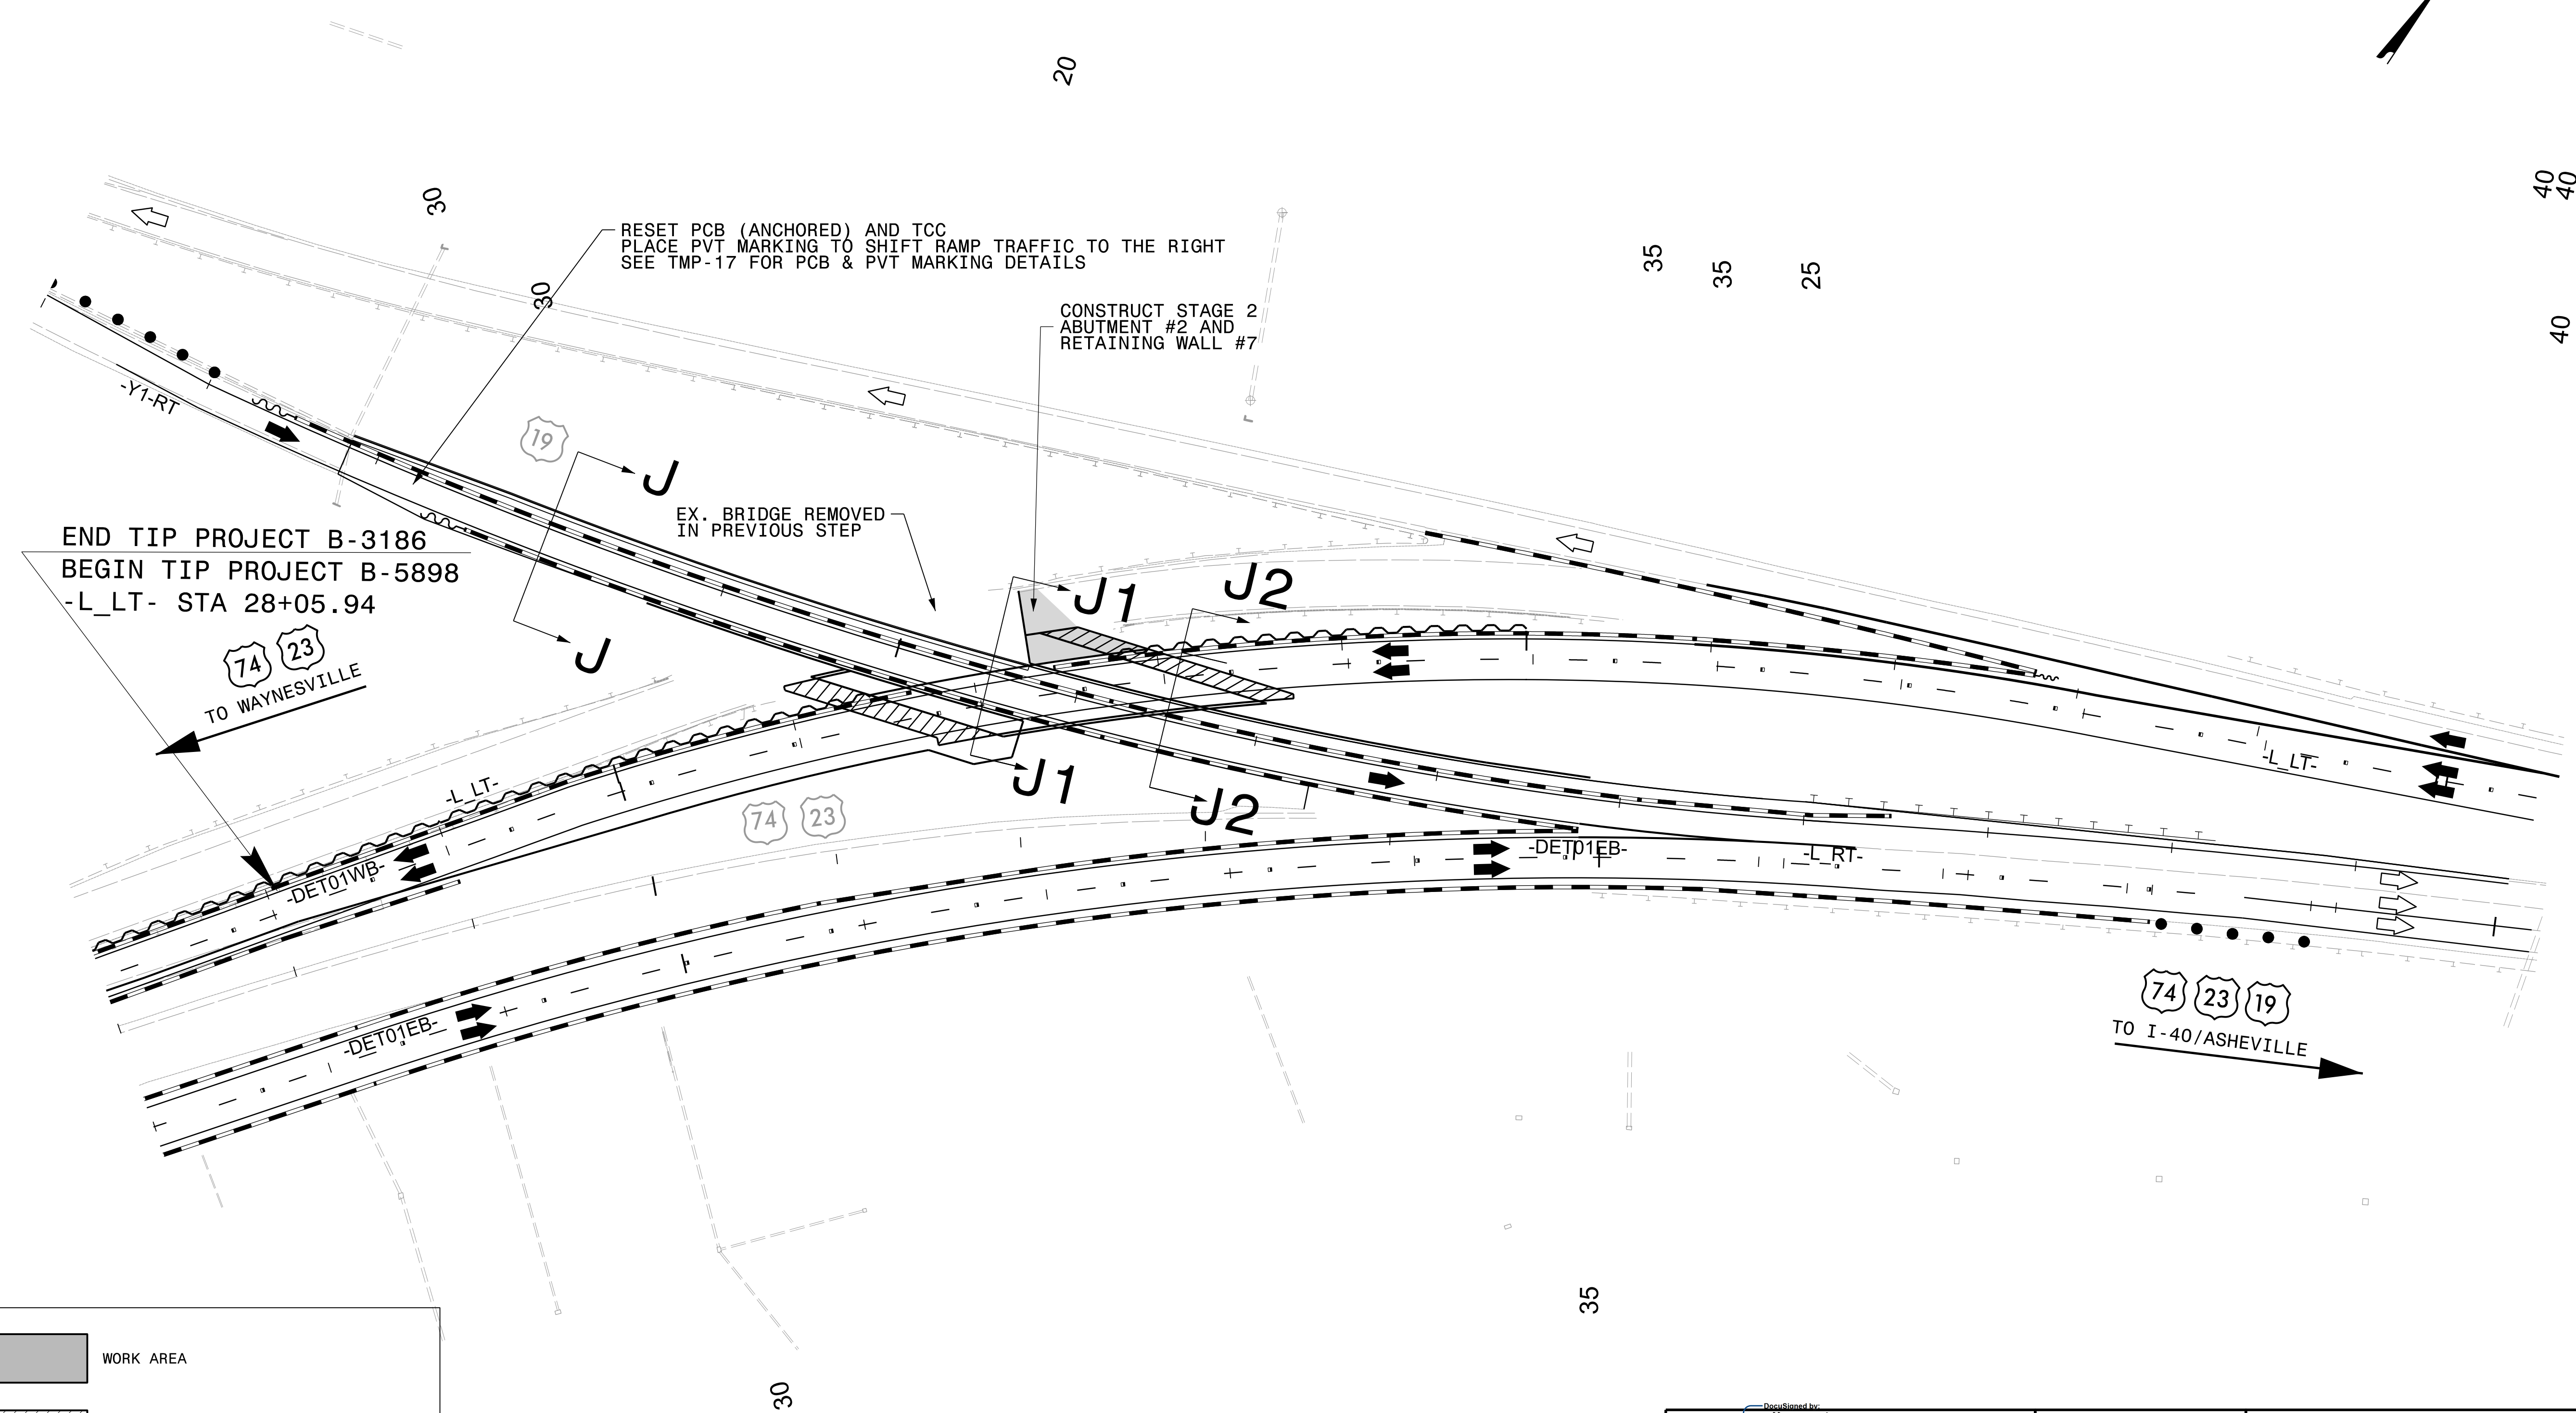 20
40
40
30
RESET PCB (ANCHORED) AND TCC
PLACE PVT MARKING TO SHIFT RAMP TRAFFIC TO THE RIGHT
SEE TMP-17 FOR PCB & PVT MARKING DETAILS
35
35
25
30
CONSTRUCT STAGE 2
ABUTMENT #2 AND
RETAINING WALL #7
40
-Y1-RT
19
J
EX. BRIDGE REMOVED
IN PREVIOUS STEP
END TIP PROJECT B-3186
BEGIN TIP PROJECT B-5898
-L_LT- STA 28+05.94
J1
J2
J
74
23
TO WAYNESVILLE
-L_LT-
-L_LT-
J1
J2
74
23
-DET01EB-
-L_RT-
-DET01WB-
-DET01EB-
74
23
19
TO I-40/ASHEVILLE
35
WORK AREA
30
DocuSigned by: